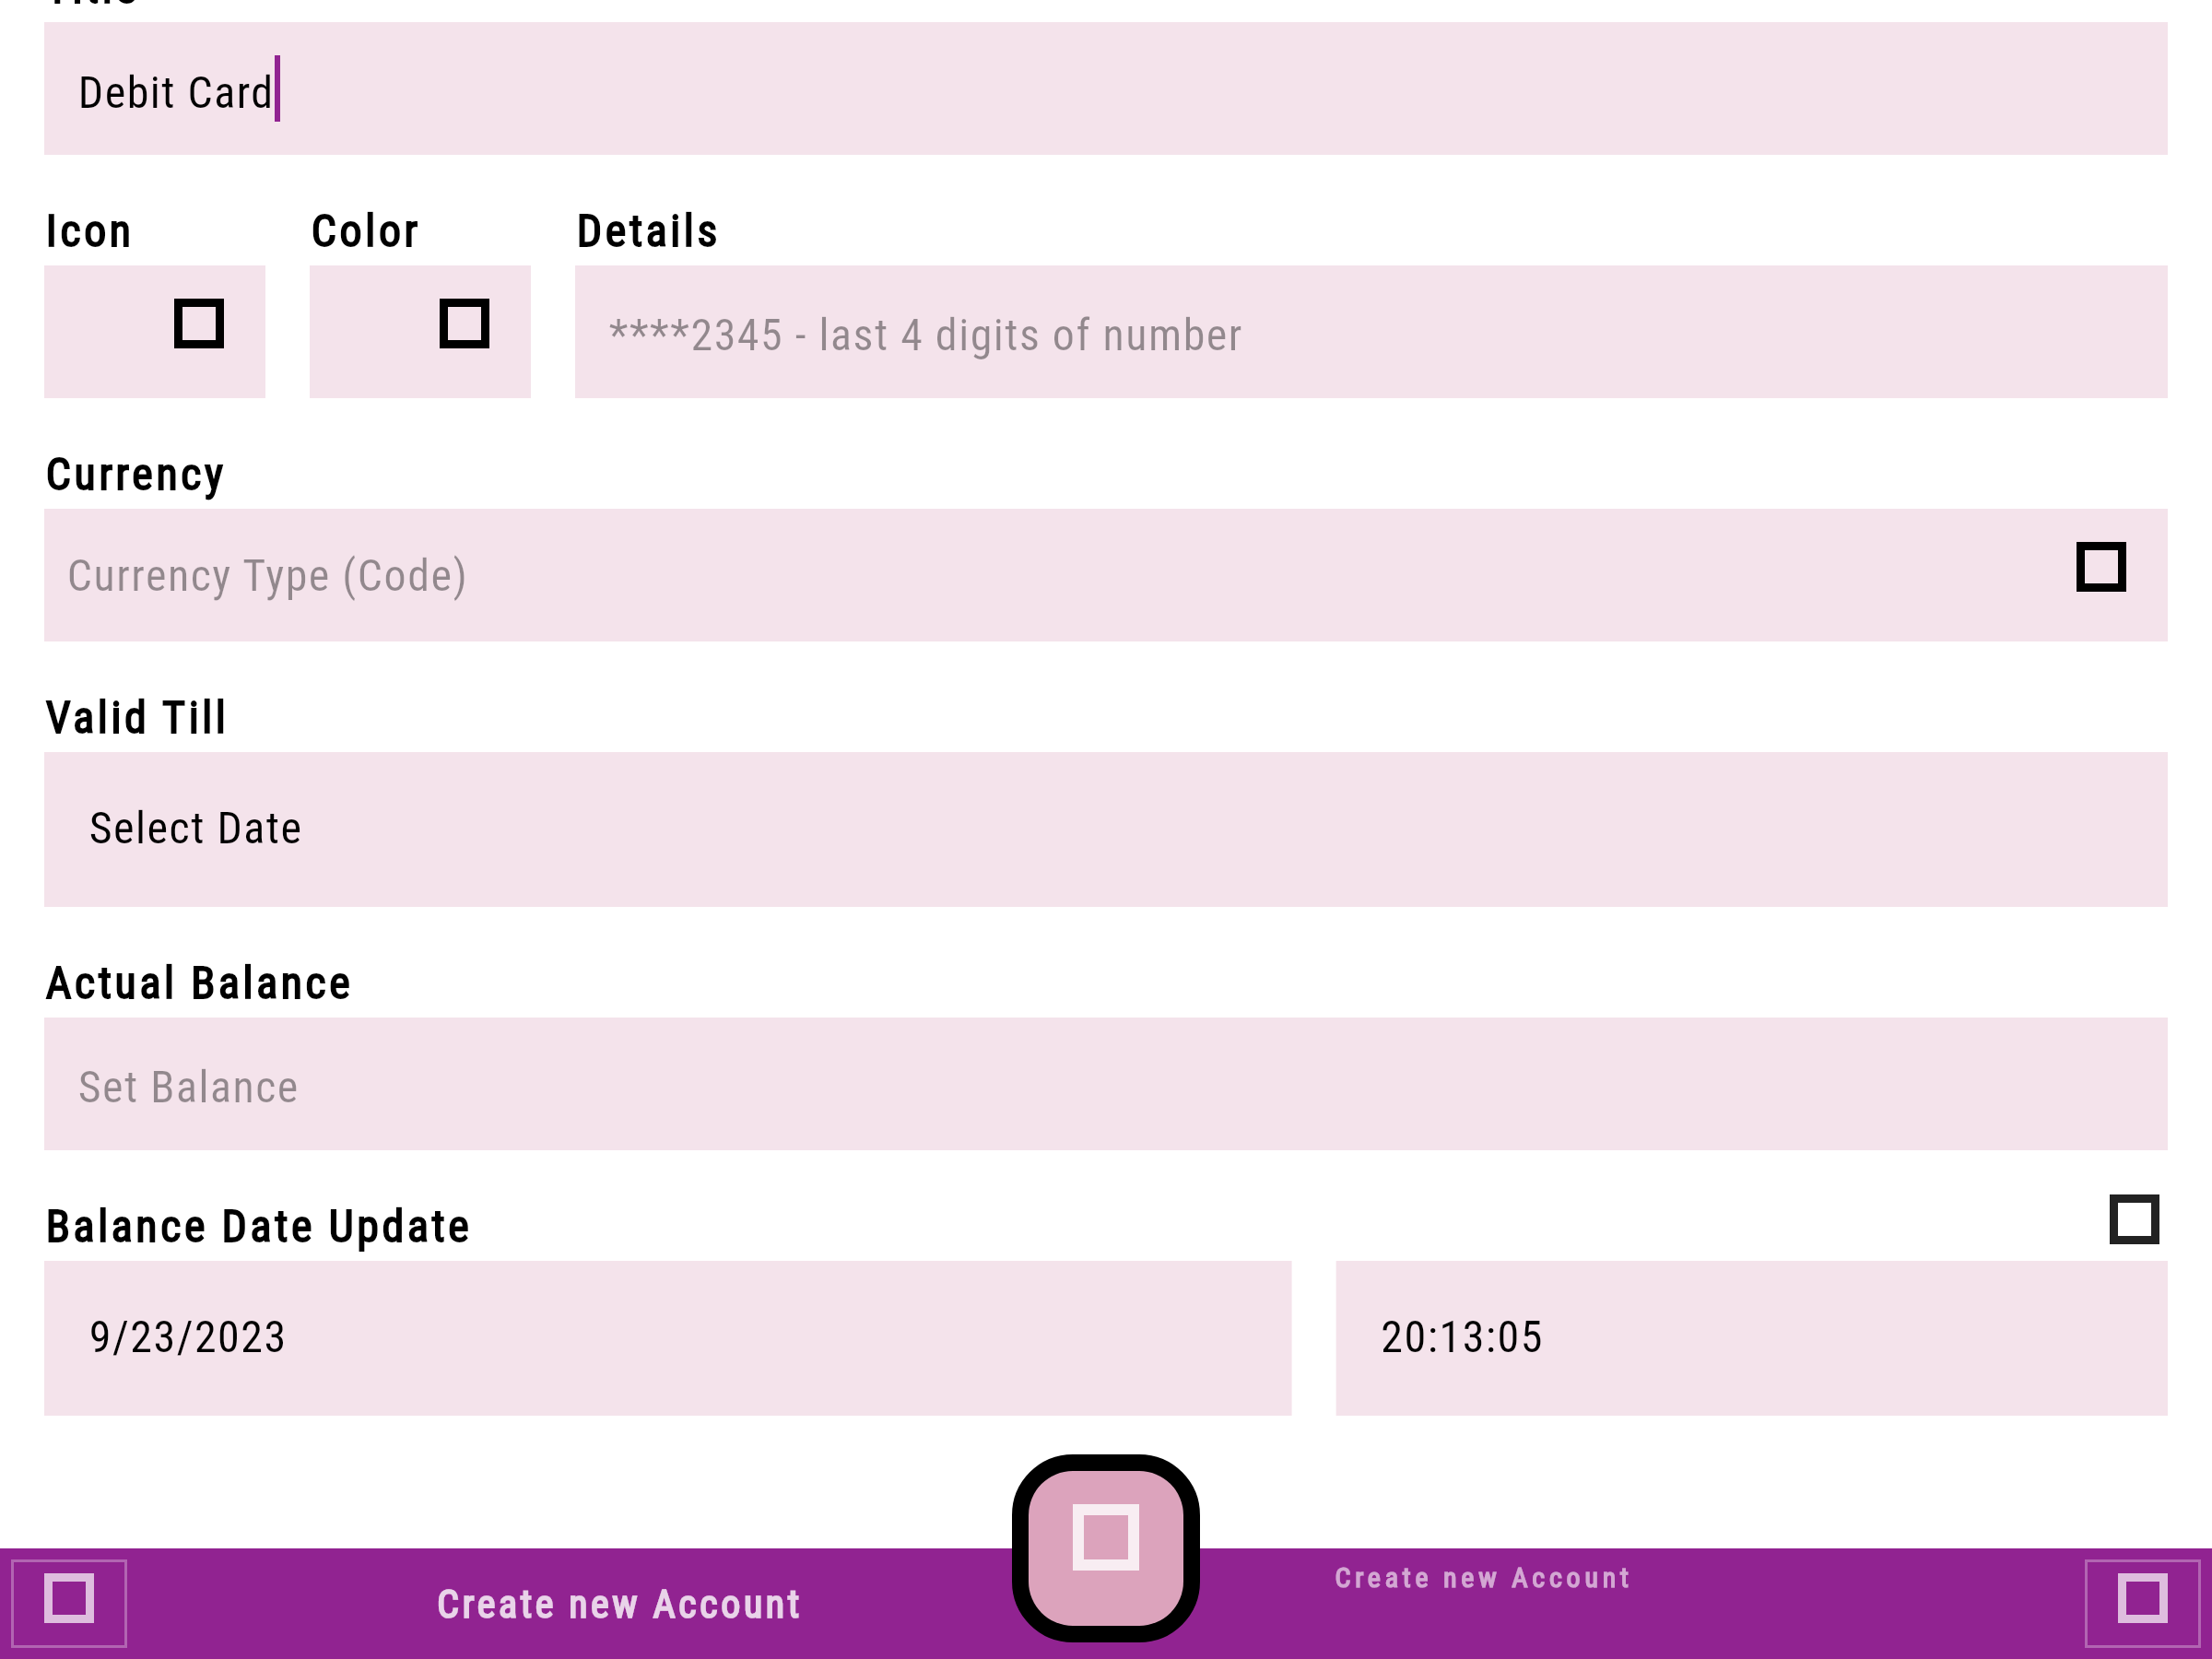 Debit Card
Icon Color Details
****2345 - last 4 digits of number
Currency
Currency Type (Code)
Valid Till
Select Date
Actual Balance
Set Balance
Balance Date Update
9/23/2023 20:13:05
Create new Account
Create new Account